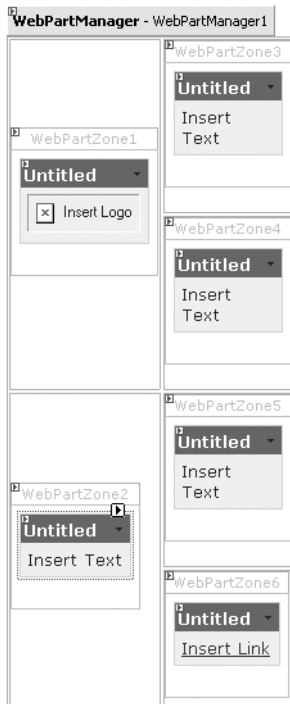 WebPartManager - WebPartManager1
WebPartZone1
Untitled
Insert Logo
WebPartZone2
Untitled
Insert Text
WebPartZone3
Untitled
Insert
Text
WebPartZone4
Untitled
Insert
Text
WebPartZone5
Untitled
Insert
Text
WebPartZone6
Untitled
Insert Link